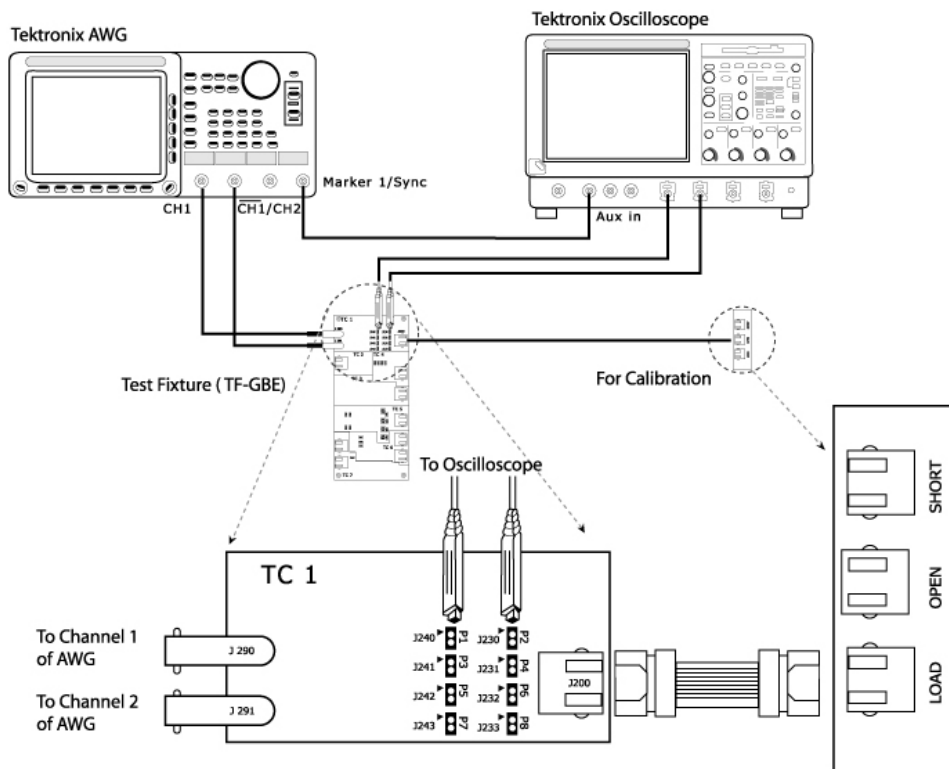 Tektronix AWG
Tektronix Oscilloscope
Marker 1/Sync
CH1
CH1/CH2
Aux in
TC 1
Test Fixture ( TF-GBE)
For Calibration
To Oscilloscope
SHORT
OPEN
LOAD
TC 1
To Channel 1
of AWG
J 290
To Channel 2
of AWG
J 291
J240 P1 J230 P2
J241 P3 J231 P4
J242 P5 J232 P6
J243 P7 J233 P8
J200